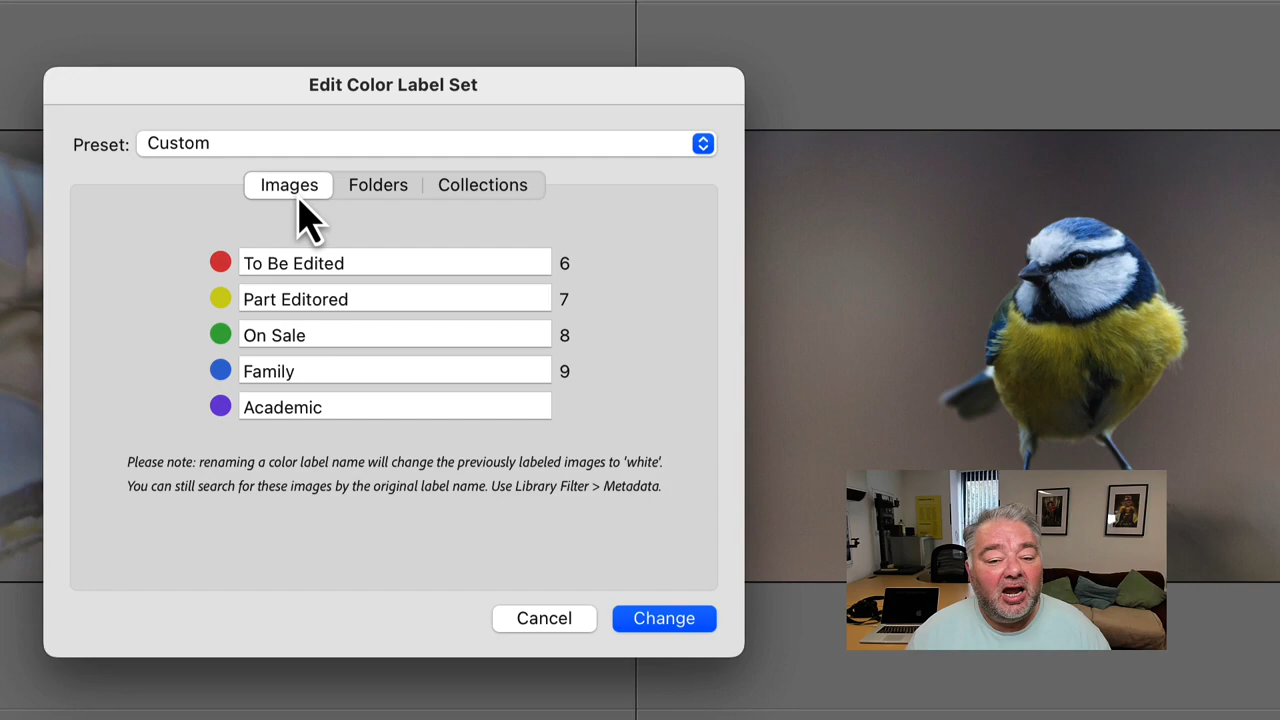 Edit Color Label Set
Preset: Custom
Images Folders Collections
To Be Edited 6
Part Editored 7
On Sale 8
Family 9
Academic
Please note: renaming a color label name will change the previously labeled images to 'white'.
You can still search for these images by the original label name. Use Library Filter > Metadata.
Cancel Change